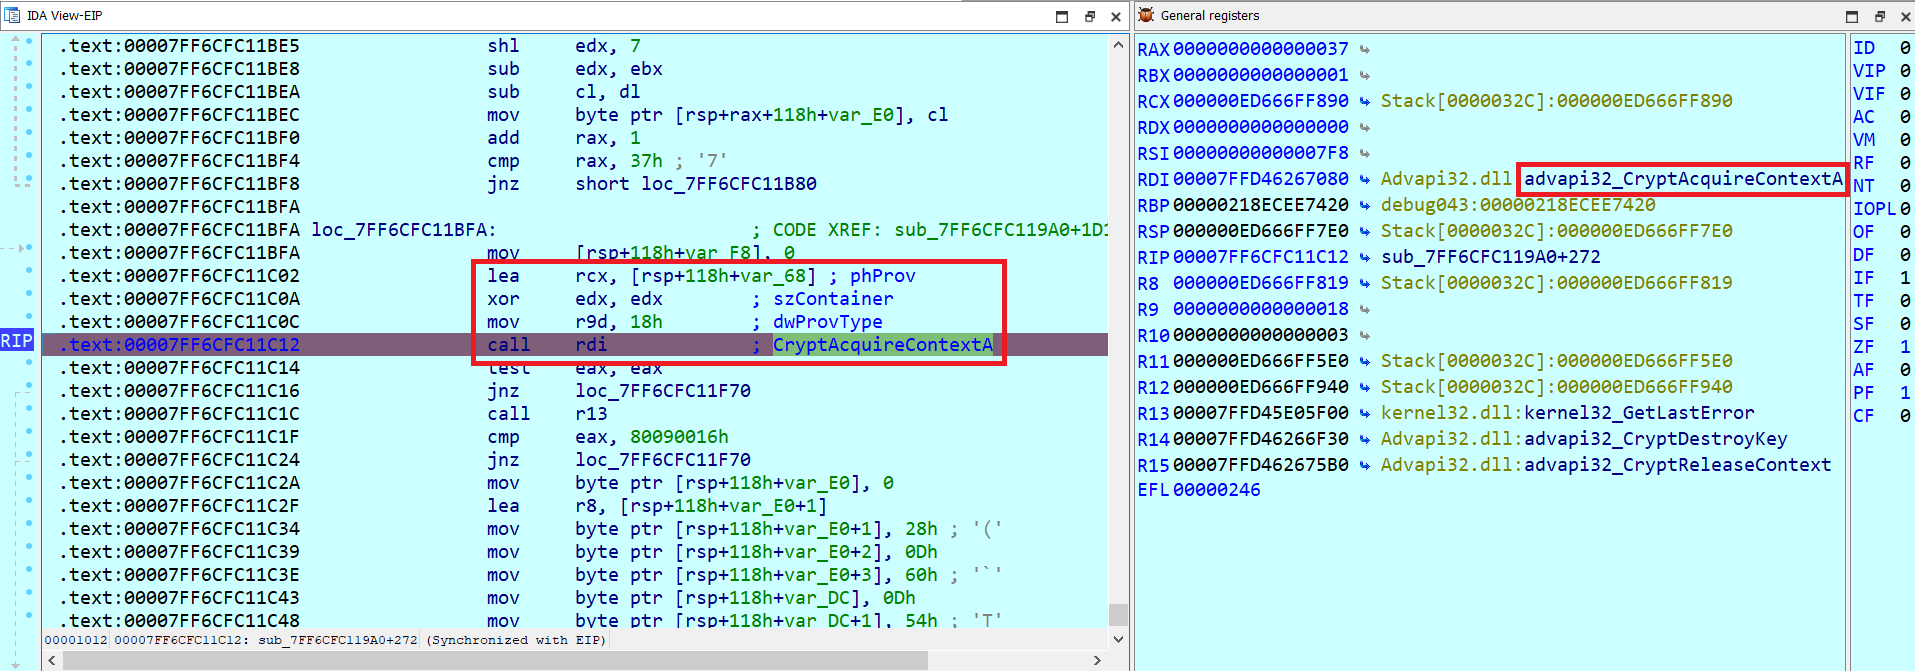 IDA View-EIP
.text:00007FF6CFC11BE5 shl edx, 7
.text:00007FF6CFC11BE8 sub edx, ebx
.text:00007FF6CFC11BEA sub cl, dl
.text:00007FF6CFC11BEC mov byte ptr [rsp+rax+118h+var_E0], cl
.text:00007FF6CFC11BF0 add rax, 1
.text:00007FF6CFC11BF4 cmp rax, 37h ; '7'
.text:00007FF6CFC11BF8 jnz short loc_7FF6CFC11B80
.text:00007FF6CFC11BFA
.text:00007FF6CFC11BFA loc_7FF6CFC11BFA: ; CODE XREF: sub_7FF6CFC119A0+1D1
.text:00007FF6CFC11BFA mov [rsp+118h+var_F8], 0
.text:00007FF6CFC11C02 lea rcx, [rsp+118h+var_68] ; phProv
.text:00007FF6CFC11C0A xor edx, edx ; szContainer
.text:00007FF6CFC11C0C mov r9d, 18h ; dwProvType
RIP .text:00007FF6CFC11C12 call rdi ; CryptAcquireContextA
.text:00007FF6CFC11C14 test eax, eax
.text:00007FF6CFC11C16 jnz loc_7FF6CFC11F70
.text:00007FF6CFC11C1C call r13
.text:00007FF6CFC11C1F cmp eax, 80090016h
.text:00007FF6CFC11C24 jnz loc_7FF6CFC11F70
.text:00007FF6CFC11C2A mov byte ptr [rsp+118h+var_E0], 0
.text:00007FF6CFC11C2F lea r8, [rsp+118h+var_E0+1]
.text:00007FF6CFC11C34 mov byte ptr [rsp+118h+var_E0+1], 28h ; '('
.text:00007FF6CFC11C39 mov byte ptr [rsp+118h+var_E0+2], 0Dh
.text:00007FF6CFC11C3E mov byte ptr [rsp+118h+var_E0+3], 60h ; '`'
.text:00007FF6CFC11C43 mov byte ptr [rsp+118h+var_DC], 0Dh
.text:00007FF6CFC11C48 mov byte ptr [rsp+118h+var_DC+1], 54h ; 'T'
00001012 00007FF6CFC11C12: sub_7FF6CFC119A0+272 (Synchronized with EIP)
General registers
RAX 0000000000000037
RBX 0000000000000001
RCX 000000ED666FF890 Stack[0000032C]:000000ED666FF890
RDX 0000000000000000
RSI 00000000000007F8
RDI 00007FFD46267080 Advapi32.dll advapi32_CryptAcquireContextA
RBP 00000218ECEE7420 debug043:00000218ECEE7420
RSP 000000ED666FF7E0 Stack[0000032C]:000000ED666FF7E0
RIP 00007FF6CFC11C12 sub_7FF6CFC119A0+272
R8 000000ED666FF819 Stack[0000032C]:000000ED666FF819
R9 0000000000000018
R10 0000000000000003
R11 000000ED666FF5E0 Stack[0000032C]:000000ED666FF5E0
R12 000000ED666FF940 Stack[0000032C]:000000ED666FF940
R13 00007FFD45E05F00 kernel32.dll:kernel32_GetLastError
R14 00007FFD46266F30 Advapi32.dll:advapi32_CryptDestroyKey
R15 00007FFD462675B0 Advapi32.dll:advapi32_CryptReleaseContext
EFL 00000246
ID 0
VIP 0
VIF 0
AC 0
VM 0
RF 0
NT 0
IOPL 0
OF 0
DF 0
IF 1
TF 0
SF 0
ZF 1
AF 0
PF 1
CF 0